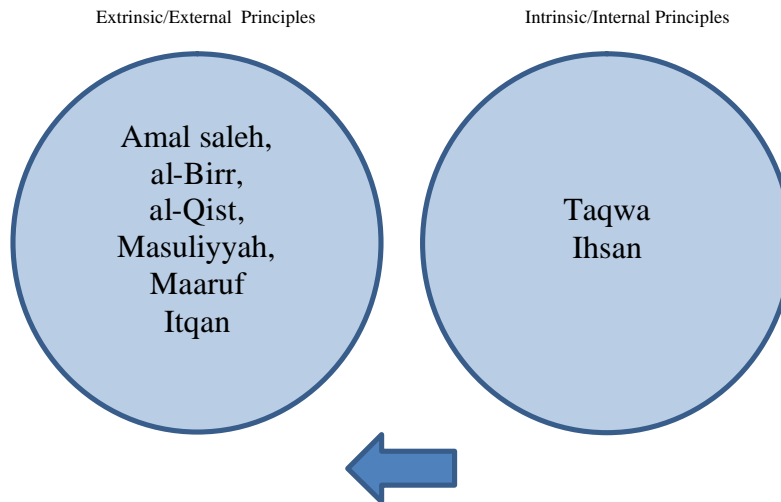 Extrinsic/External Principles
Intrinsic/Internal Principles
Amal saleh,
al-Birr,
al-Qist,
Masuliyyah,
Maaruf
Itqan
Taqwa
Ihsan